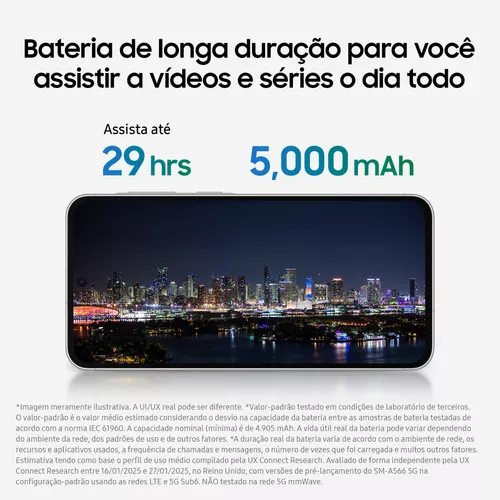 Bateria de longa duração para você
assistir a vídeos e séries o dia todo
Assista até
29 hrs
5,000 mAh
*Imagem meramente ilustrativa. A UI/UX real pode ser diferente. *Valor-padrão testado em condições de laboratório de terceiros.
O valor-padrão é o valor médio estimado considerando o desvio na capacidade da bateria entre as amostras de bateria testadas de
acordo com a norma IEC 61960. A capacidade nominal (mínima) é de 4.905 mAh. A vida útil real da bateria pode variar dependendo
do ambiente da rede, dos padrões de uso e de outros fatores. *A duração real da bateria varia de acordo com o ambiente de rede, os
recursos e aplicativos usados, a frequência de chamadas e mensagens, o número de vezes que foi carregada e muitos outros fatores.
Estimativa tendo como base o perfil de uso médio compilado pela UX Connect Research. Avaliado de forma independente pela UX
Connect Research entre 16/01/2025 e 27/01/2025, no Reino Unido, com versões de pré-lançamento do SM-A566 5G na
configuração-padrão usando as redes LTE e 5G Sub6. NÃO testado na rede 5G mmWave.